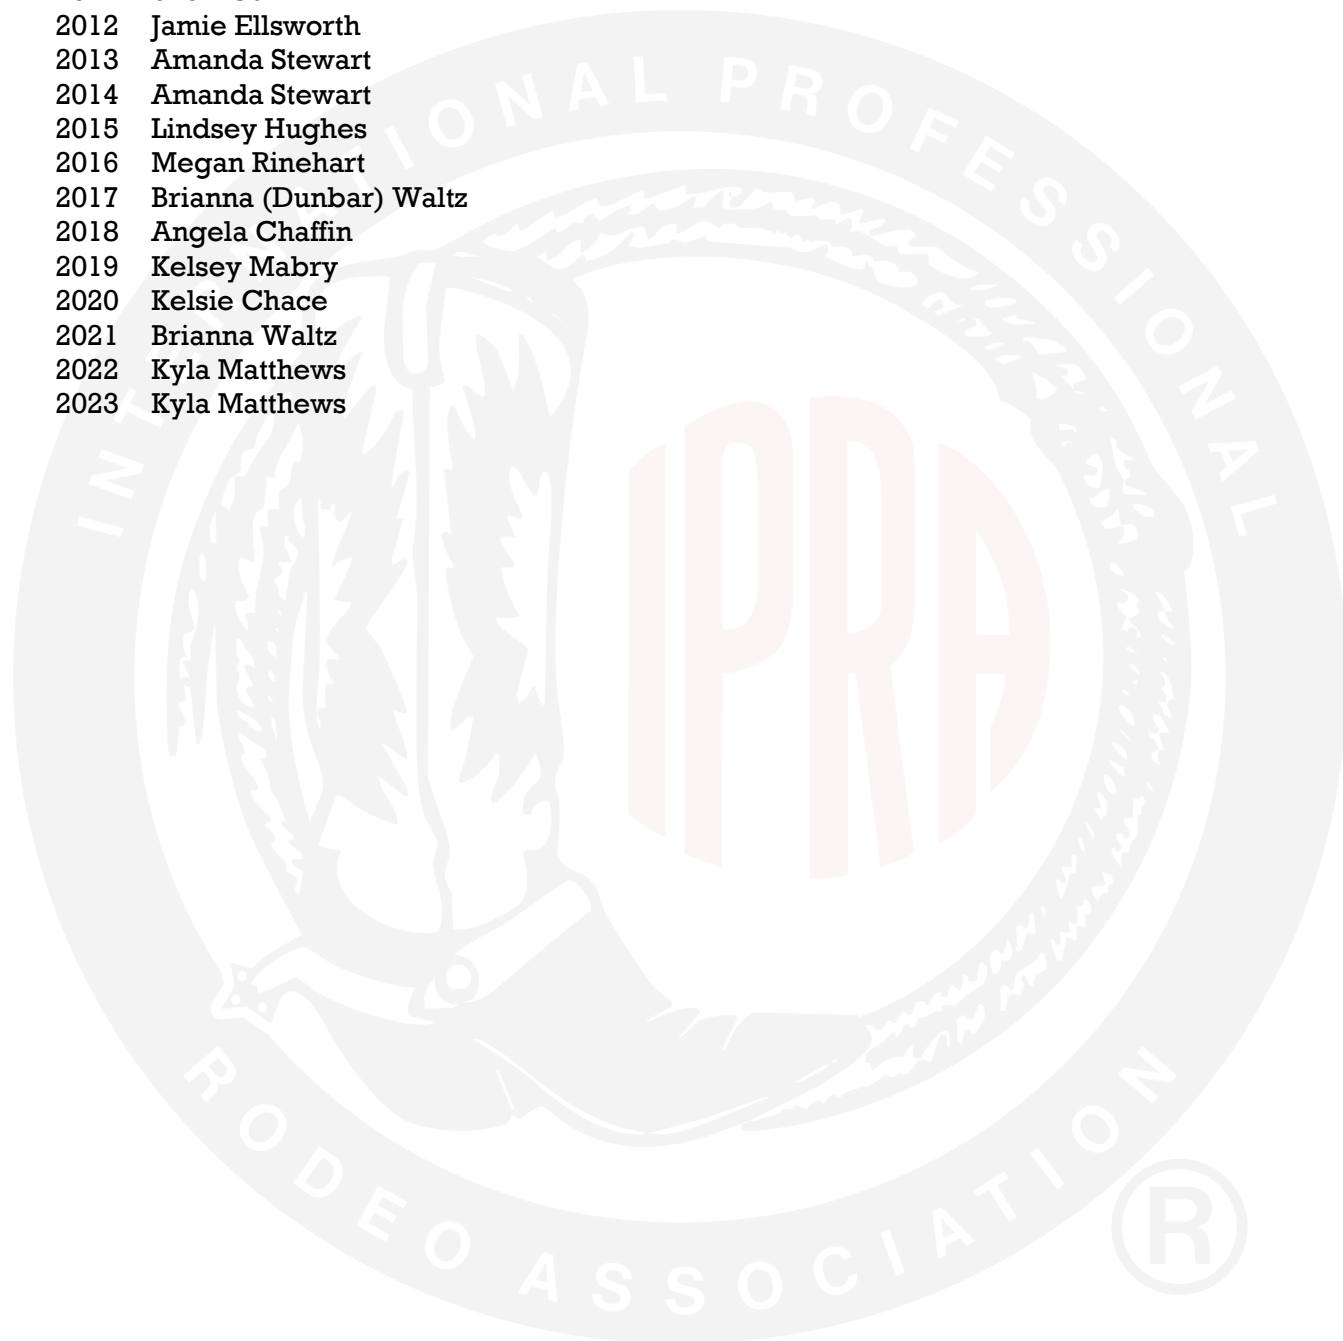 2012 Jamie Ellsworth
2013 Amanda Stewart
2014 Amanda Stewart
2015 Lindsey Hughes
2016 Megan Rinehart
2017 Brianna (Dunbar) Waltz
2018 Angela Chaffin
2019 Kelsey Mabry
2020 Kelsie Chace
2021 Brianna Waltz
2022 Kyla Matthews
2023 Kyla Matthews
INTERNATIONAL PROFESSIONAL
IPRA
RODEO ASSOCIATION
®